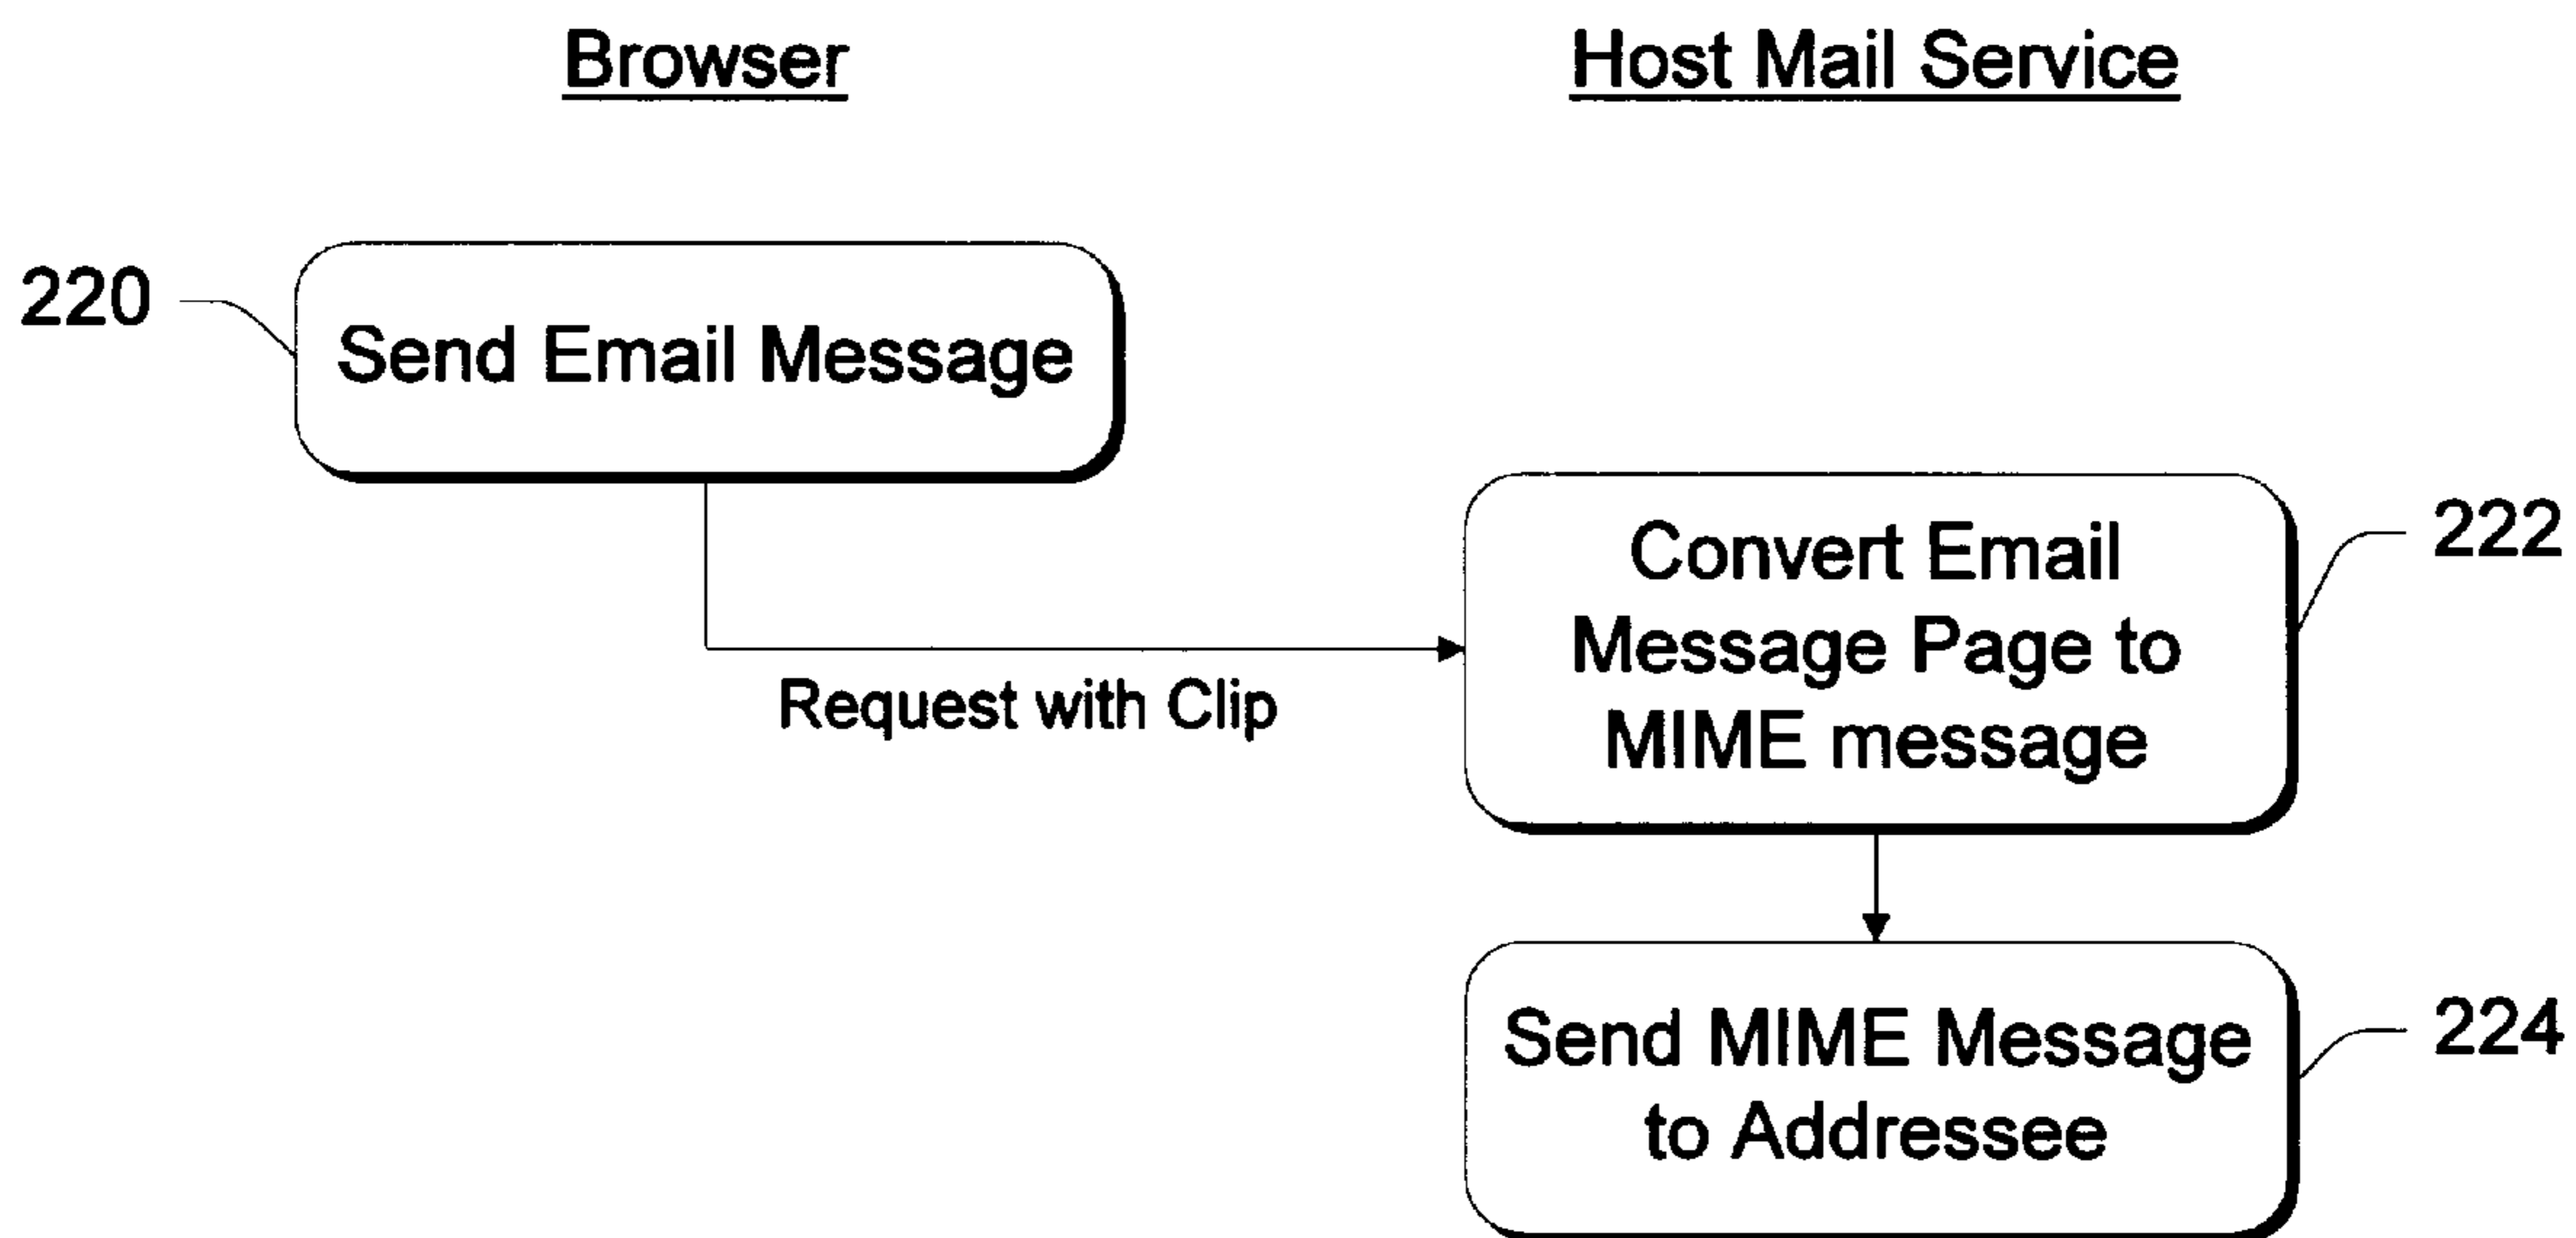 Browser
Host Mail Service
220
Send Email Message
Request with Clip
Convert Email
Message Page to
MIME message
222
Send MIME Message
to Addressee
224